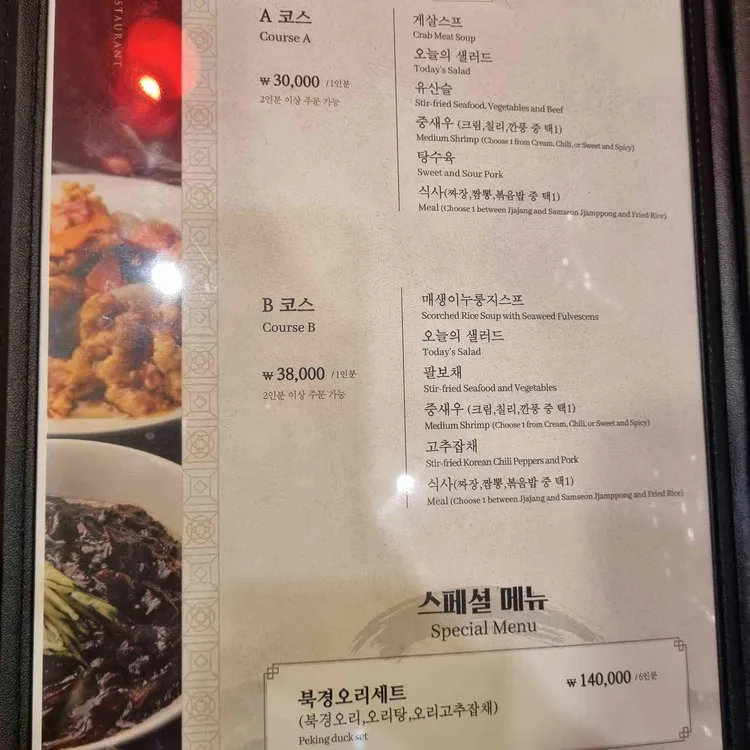 STAURANT
A 코스
Course A
₩ 30,000 /1인분
2인분 이상 주문 가능
게살스프
Crab Meat Soup
오늘의 샐러드
Today's Salad
유산슬
Stir-fried Seafood, Vegetables and Beef
중새우 (크림,칠리,깐풍 중 택1)
Medium Shrimp (Choose 1 from Cream, Chili, or Sweet and Spicy)
탕수육
Sweet and Sour Pork
식사(짜장,짬뽕,볶음밥 중 택1)
Meal (Choose 1 between Jjajang and Samseon Jjamppong and Fried Rice)
B 코스
Course B
₩ 38,000 /1인분
2인분 이상 주문 가능
매생이누룽지스프
Scorched Rice Soup with Seaweed Fulvescens
오늘의 샐러드
Today's Salad
팔보채
Stir-fried Seafood and Vegetables
중새우 (크림,칠리,깐풍 중 택1)
Medium Shrimp (Choose 1 from Cream, Chili, or Sweet and Spicy)
고추잡채
Stir-fried Korean Chili Peppers and Pork
식사(짜장,짬뽕,볶음밥 중 택1)
Meal (Choose 1 between Jjajang and Samseon Jjamppong and Fried Rice)
스페셜 메뉴
Special Menu
북경오리세트
₩ 140,000 /6인분
(북경오리,오리탕,오리고추잡채)
Peking duck set